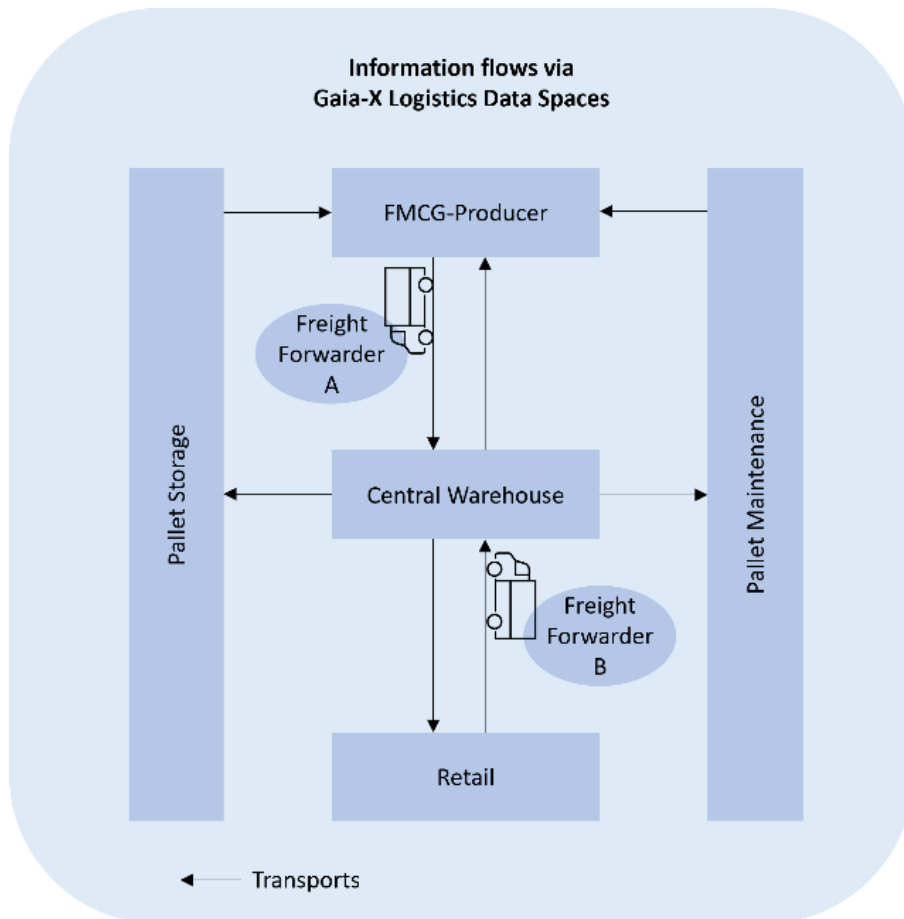 Information flows via
Gaia-X Logistics Data Spaces
FMCG-Producer
Freight
Forwarder
A
Pallet Storage
Central Warehouse
Pallet Maintenance
Freight
Forwarder
B
Retail
Transports